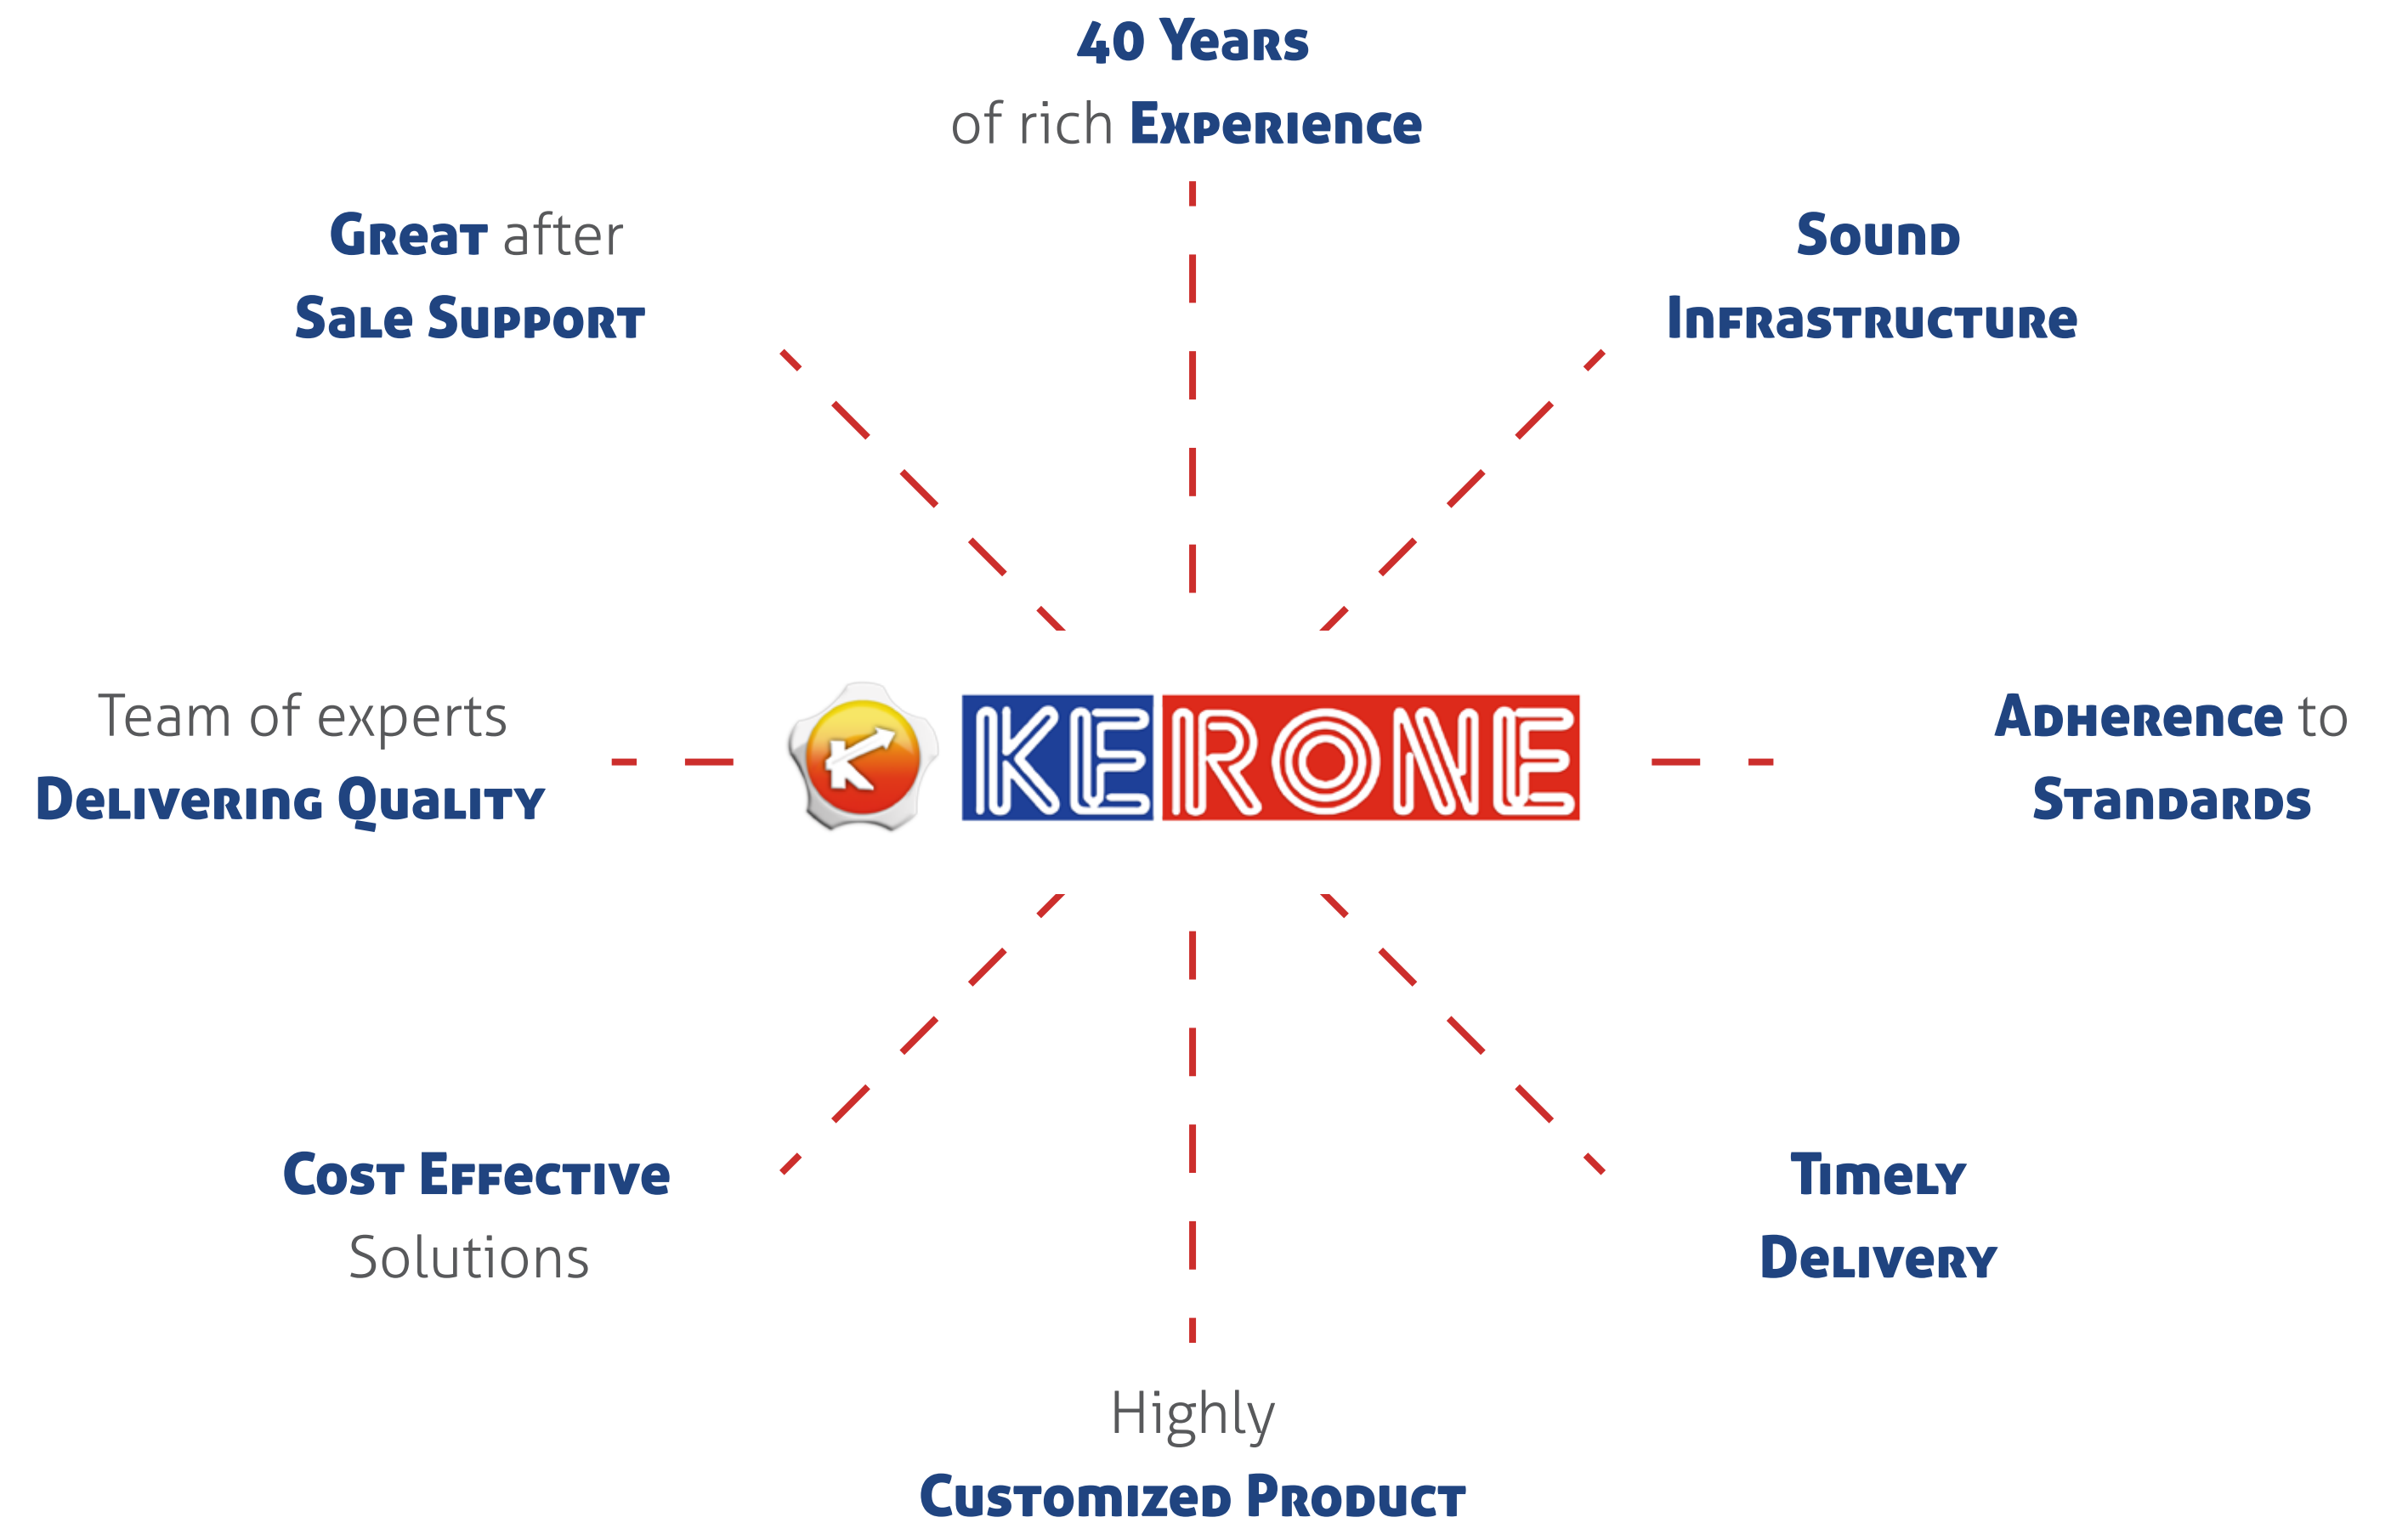 40 Years
of rich Experience
Great after
Sale Support
Sound
Infrastructure
Team of experts
Delivering Quality
K KERONE
Adherence to
Standards
Cost Effective
Solutions
Timely
Delivery
Highly
Customized Product